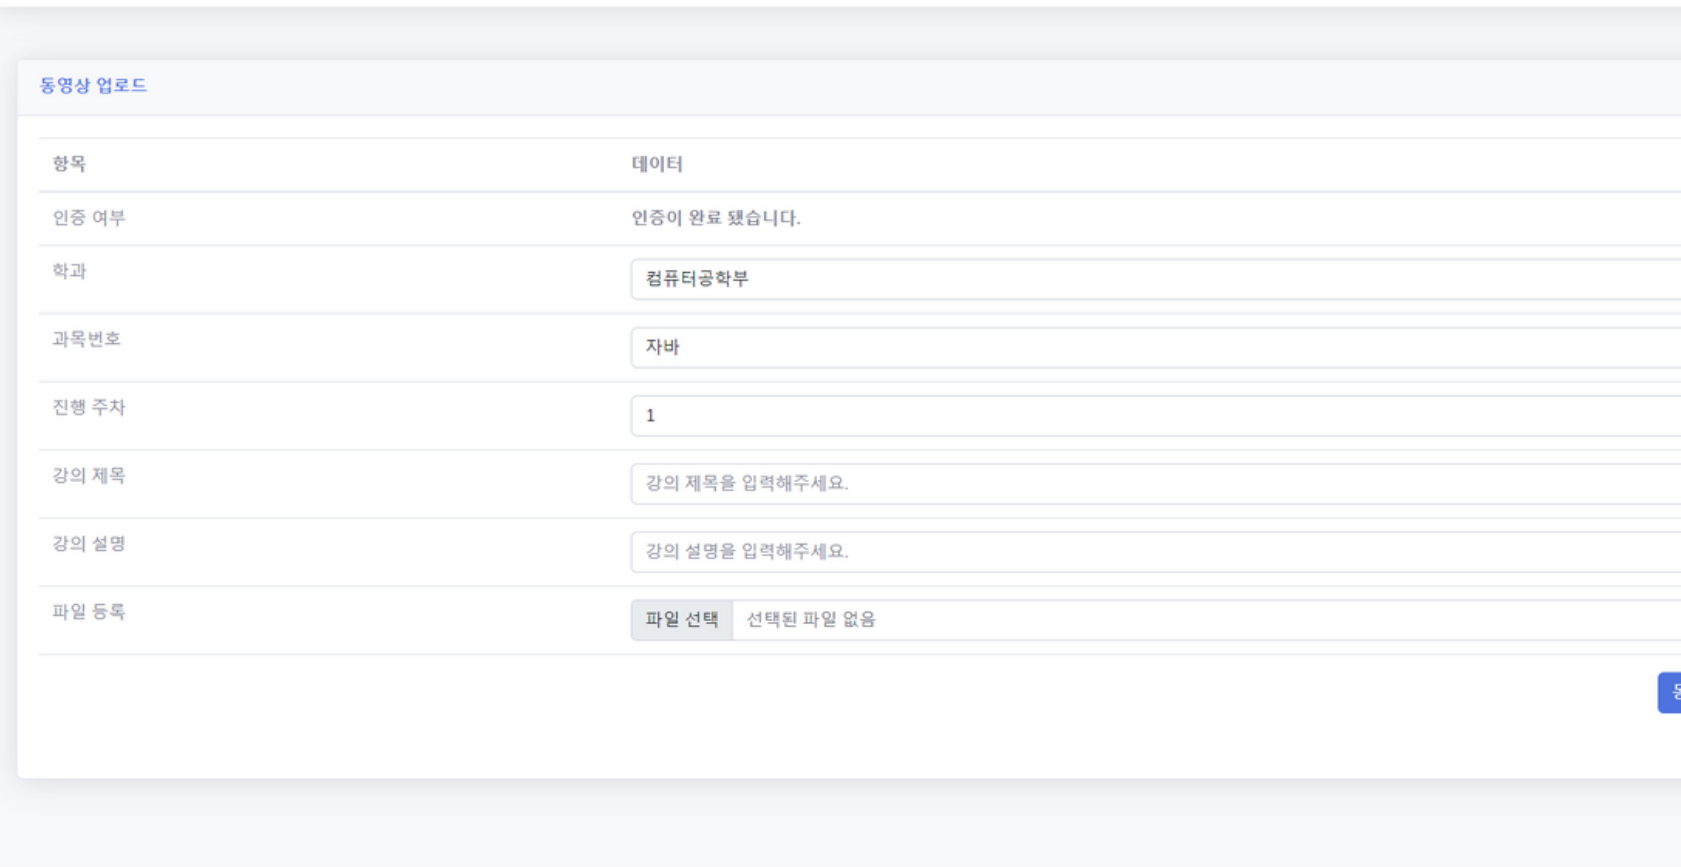 동영상 업로드
항목 데이터
인증 여부 인증이 완료 됐습니다.
학과 컴퓨터공학부
과목번호 자바
진행 주차 1
강의 제목 강의 제목을 입력해주세요.
강의 설명 강의 설명을 입력해주세요.
파일 등록 파일 선택 선택된 파일 없음